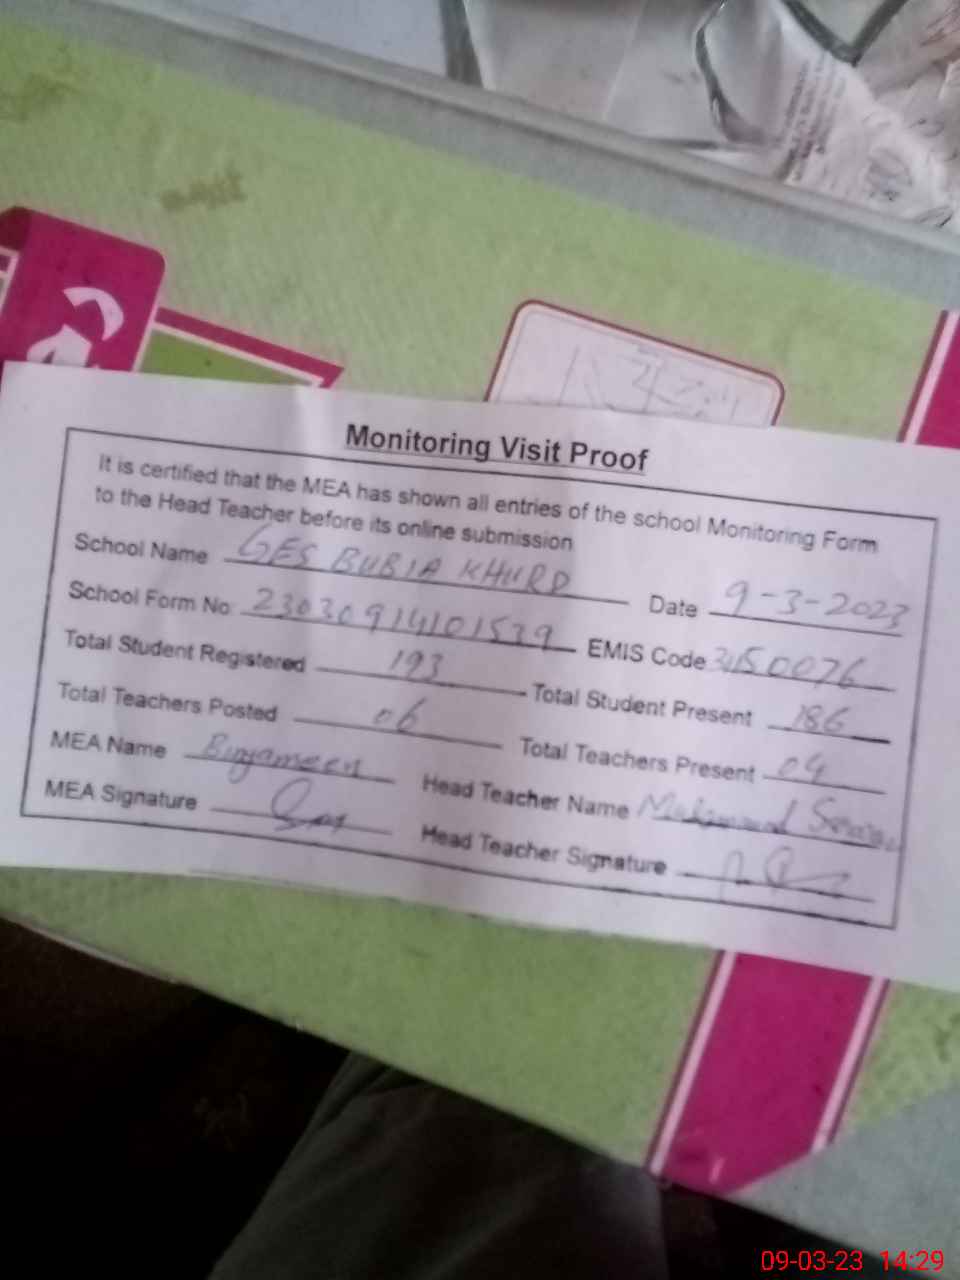 Monitoring Visit Proof
It is certified that the MEA has shown all entries of the school Monitoring Form
to the Head Teacher before its online submission
School Name GES BUBIA KHURD Date 9-3-2023
School Form No 23030914101539 EMIS Code
Total Student Registered 193 Total Student Present 186
Total Teachers Posted 06 Total Teachers Present 04
MEA Name Binyameen Head Teacher Name
MEA Signature Head Teacher Signature
09-03-23 14:29